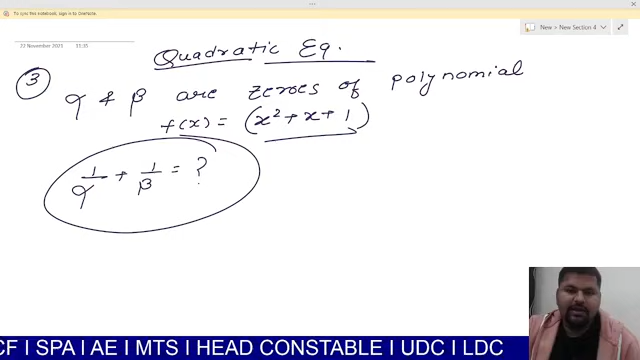 To sync this notebook, sign in to OneNote.
New > New Section 4
22 November 2021 11:35
Quadratic Eq.
3 α & β are zeroes of polynomial
f(x) = (x² + x + 1)
1/α + 1/β = ?
CF I SPA I AE I MTS I HEAD CONSTABLE I UDC I LDC